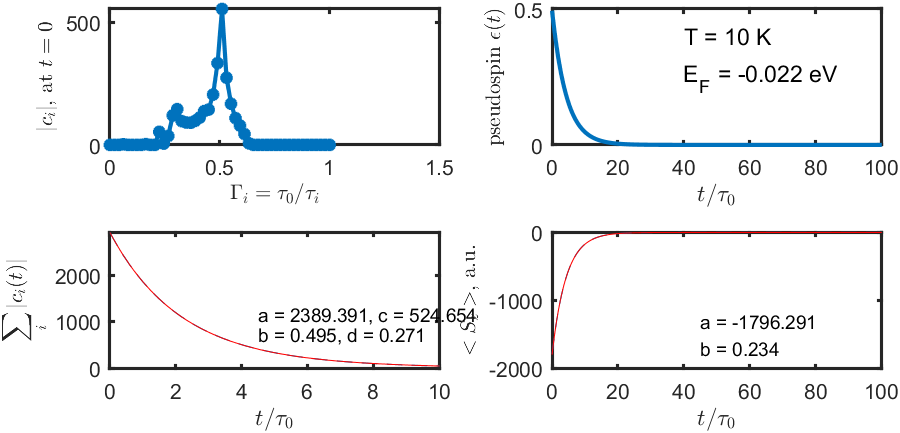 500
0
0 0.5 1 1.5
|c_i|, at t = 0
Γ_i = τ_0/τ_i
0.5
0
0 20 40 60 80 100
pseudospin ϵ(t)
t/τ_0
T = 10 K
E_F = -0.022 eV
2000
1000
0
0 2 4 6 8 10
∑_i |c_i(t)|
t/τ_0
a = 2389.391, c = 524.654
b = 0.495, d = 0.271
0
-1000
-2000
0 20 40 60 80 100
< S_z >, a.u.
t/τ_0
a = -1796.291
b = 0.234